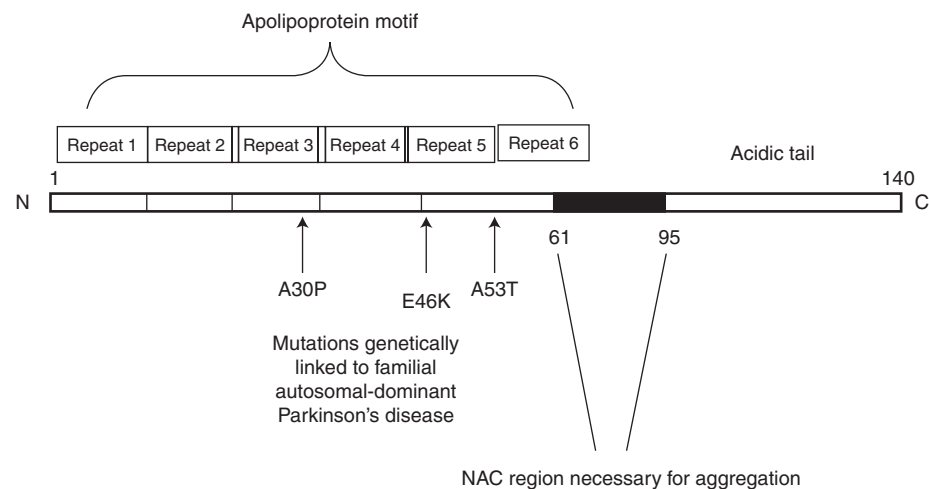 Apolipoprotein motif
Repeat 1 Repeat 2 Repeat 3 Repeat 4 Repeat 5 Repeat 6
Acidic tail
1 140
N C
61 95
A30P E46K A53T
Mutations genetically
linked to familial
autosomal-dominant
Parkinson's disease
NAC region necessary for aggregation